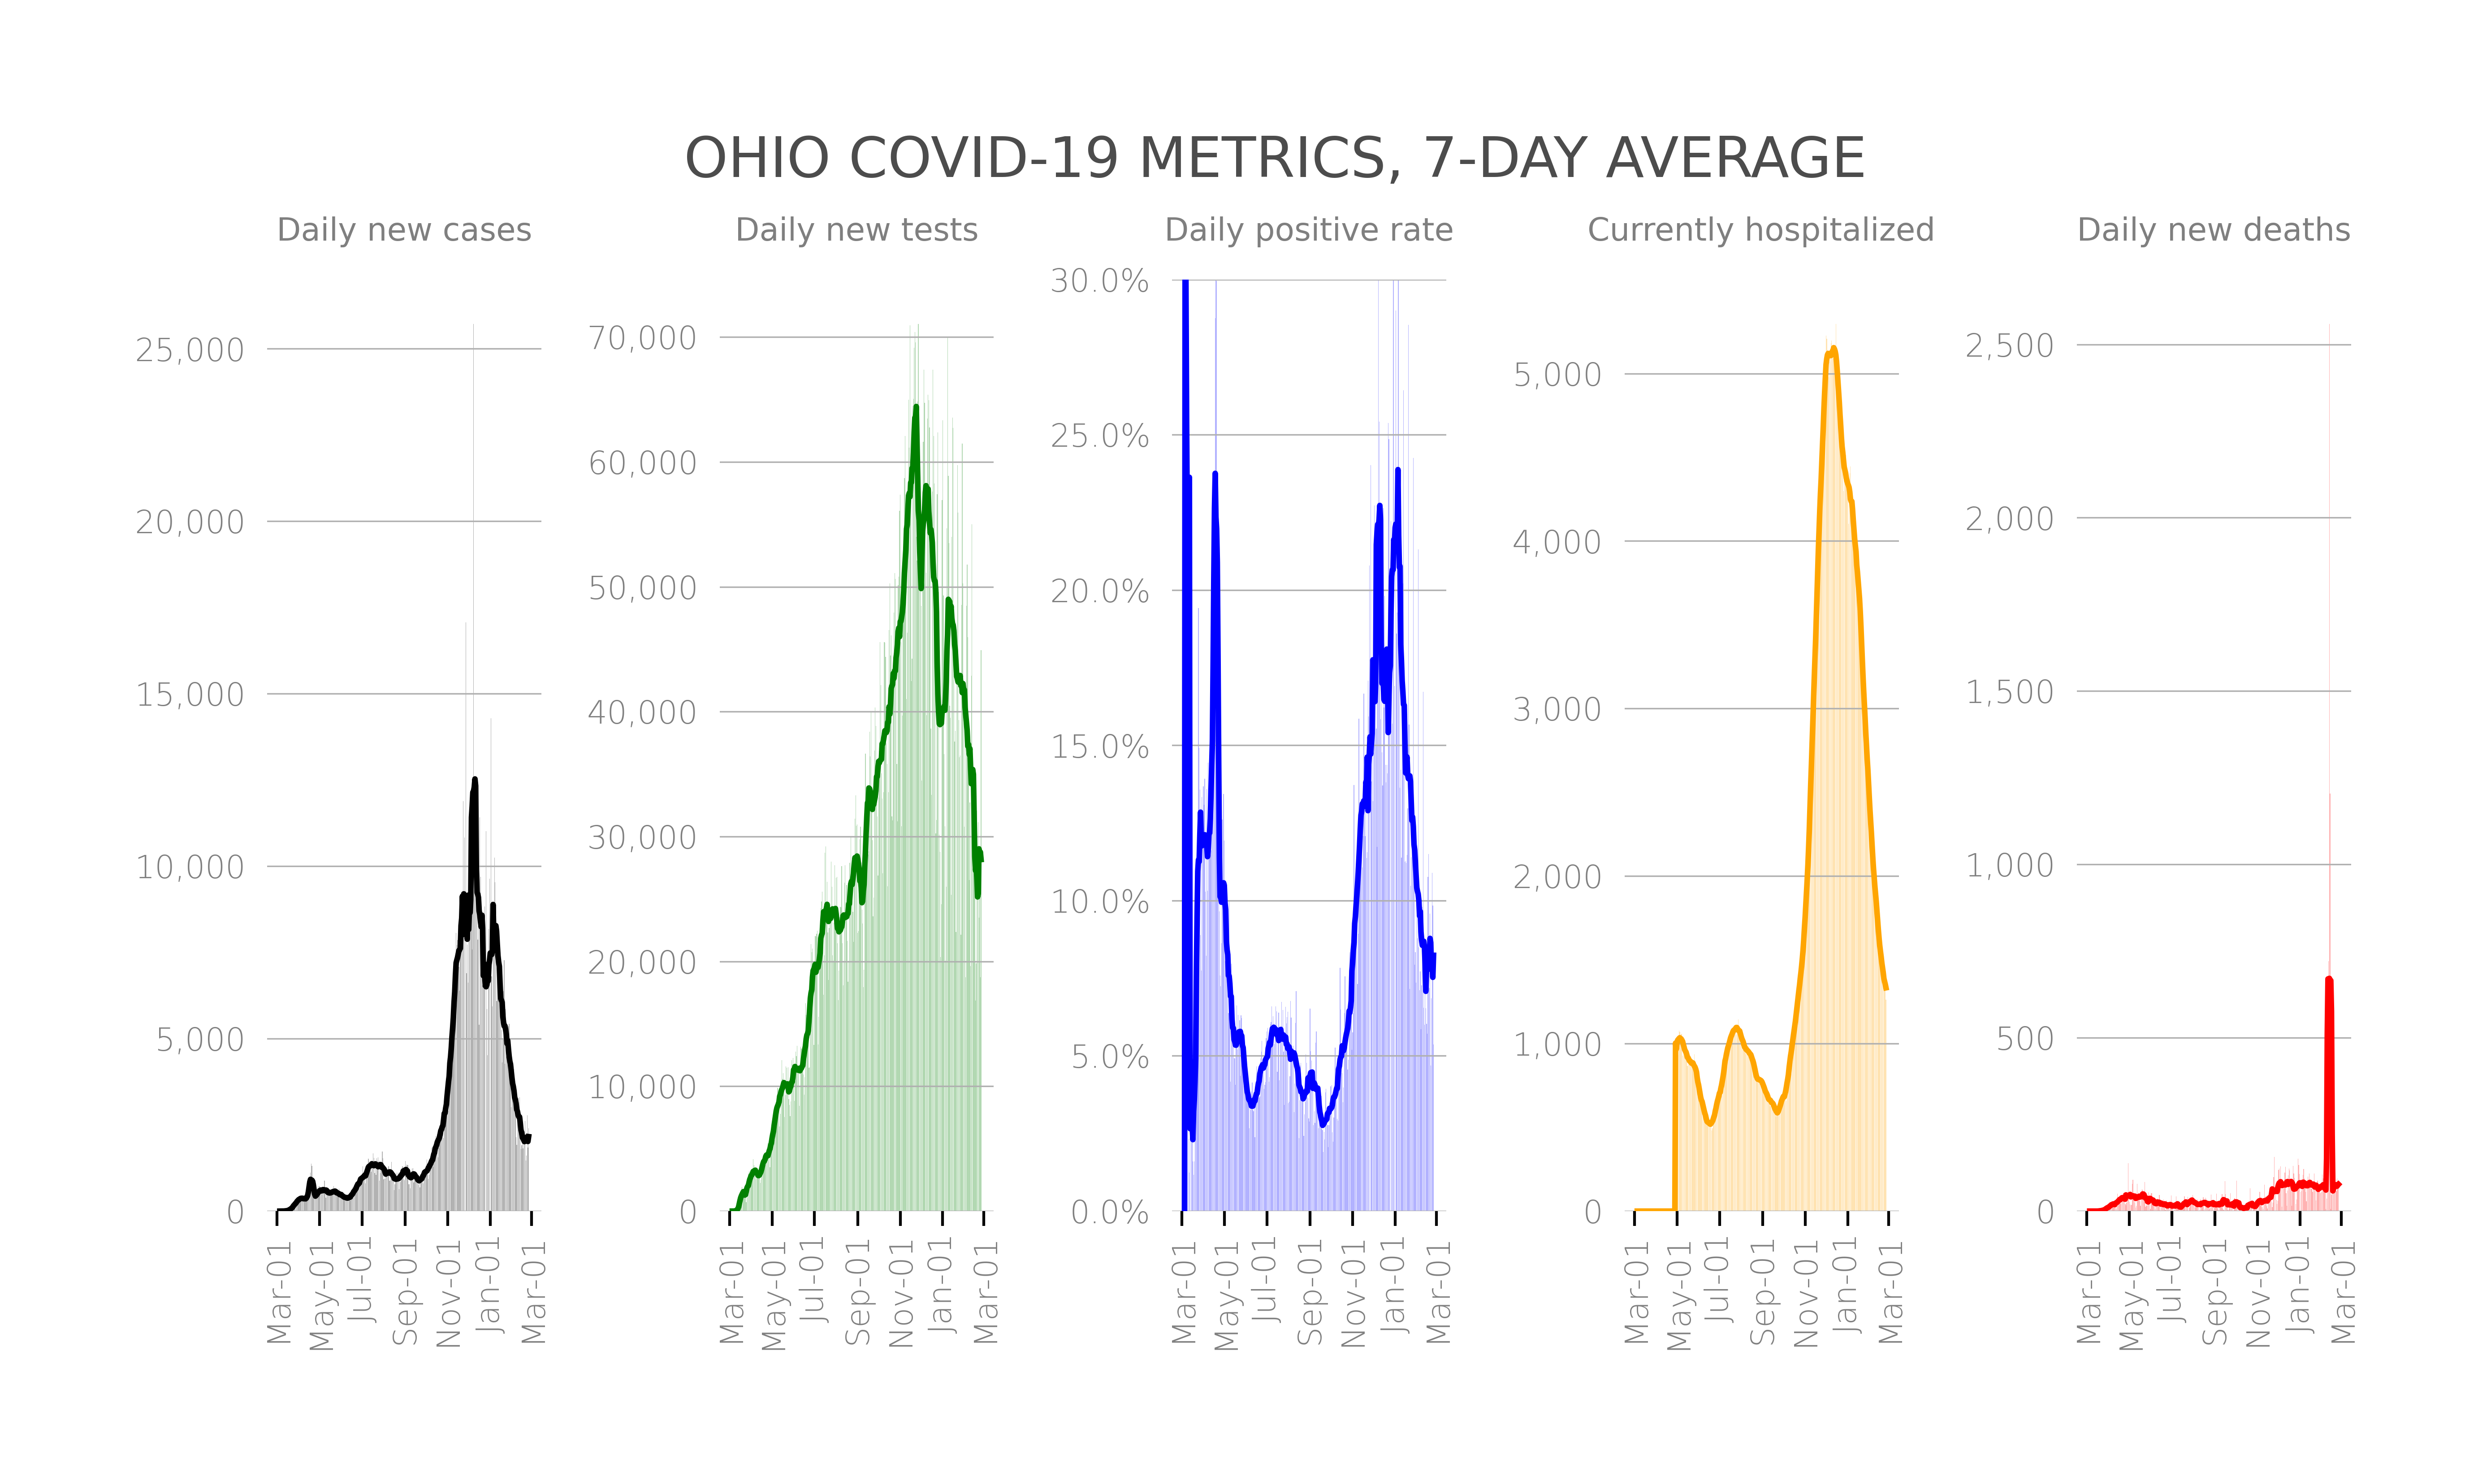 OHIO COVID-19 METRICS, 7-DAY AVERAGE
Daily new cases
25,000
20,000
15,000
10,000
5,000
0
Mar-01
May-01
Jul-01
Sep-01
Nov-01
Jan-01
Mar-01
Daily new tests
70,000
60,000
50,000
40,000
30,000
20,000
10,000
0
Mar-01
May-01
Jul-01
Sep-01
Nov-01
Jan-01
Mar-01
Daily positive rate
30.0%
25.0%
20.0%
15.0%
10.0%
5.0%
0.0%
Mar-01
May-01
Jul-01
Sep-01
Nov-01
Jan-01
Mar-01
Currently hospitalized
5,000
4,000
3,000
2,000
1,000
0
Mar-01
May-01
Jul-01
Sep-01
Nov-01
Jan-01
Mar-01
Daily new deaths
2,500
2,000
1,500
1,000
500
0
Mar-01
May-01
Jul-01
Sep-01
Nov-01
Jan-01
Mar-01